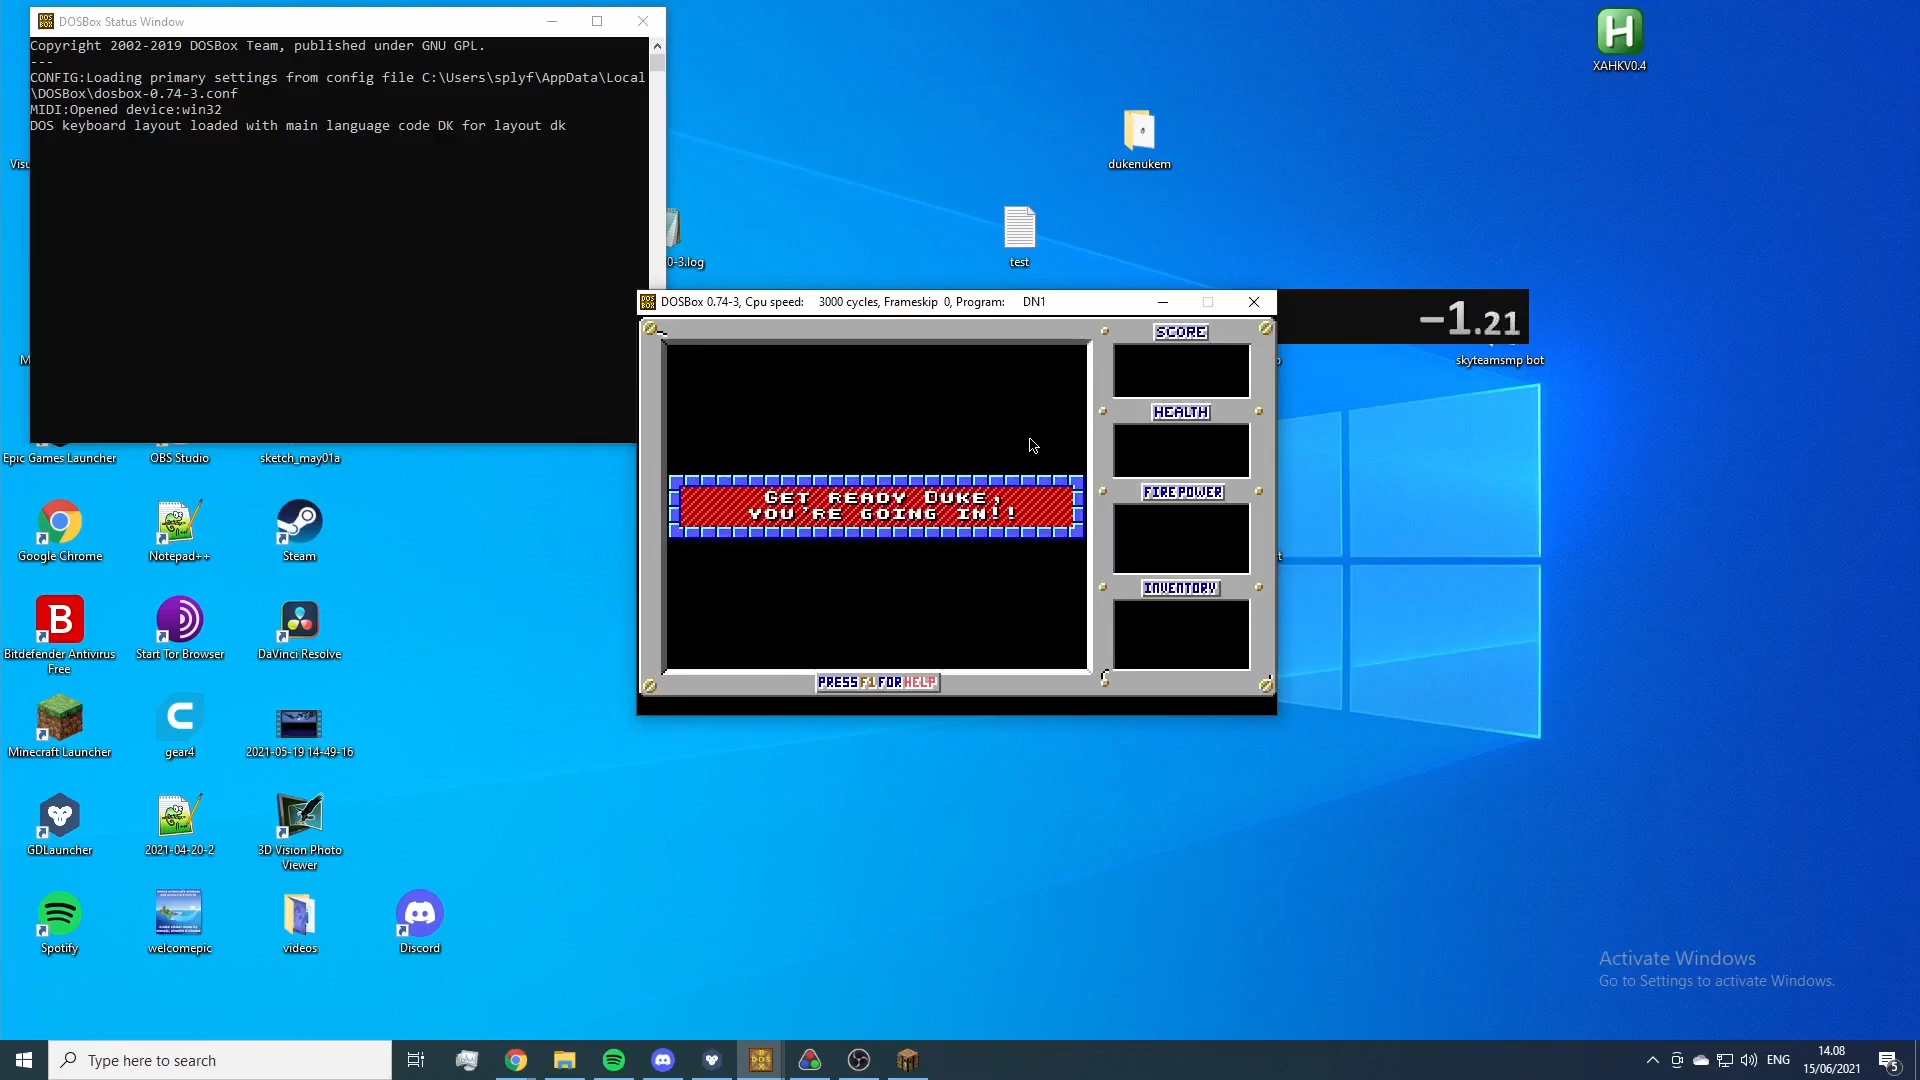 DOSBox Status Window
Copyright 2002-2019 DOSBox Team, published under GNU GPL.
---
CONFIG:Loading primary settings from config file C:\Users\splyf\AppData\Local
\DOSBox\dosbox-0.74-3.conf
MIDI:Opened device:win32
DOS keyboard layout loaded with main language code DK for layout dk
XAHKV0.4
dukenukem
0-3.log
test
DOSBox 0.74-3, Cpu speed: 3000 cycles, Frameskip 0, Program: DN1
−1.21
skyteamsmp bot
SCORE
HEALTH
FIREPOWER
INVENTORY
GET READY DUKE,
YOU'RE GOING IN!!
PRESS F1 FOR HELP
Epic Games Launcher
OBS Studio
sketch_may01a
Google Chrome
Notepad++
Steam
Bitdefender Antivirus
Free
Start Tor Browser
DaVinci Resolve
Minecraft Launcher
gear4
2021-05-19 14-49-16
GDLauncher
2021-04-20-2
3D Vision Photo
Viewer
Spotify
welcomepic
videos
Discord
Activate Windows
Go to Settings to activate Windows.
Type here to search
ENG
14.08
15/06/2021
5